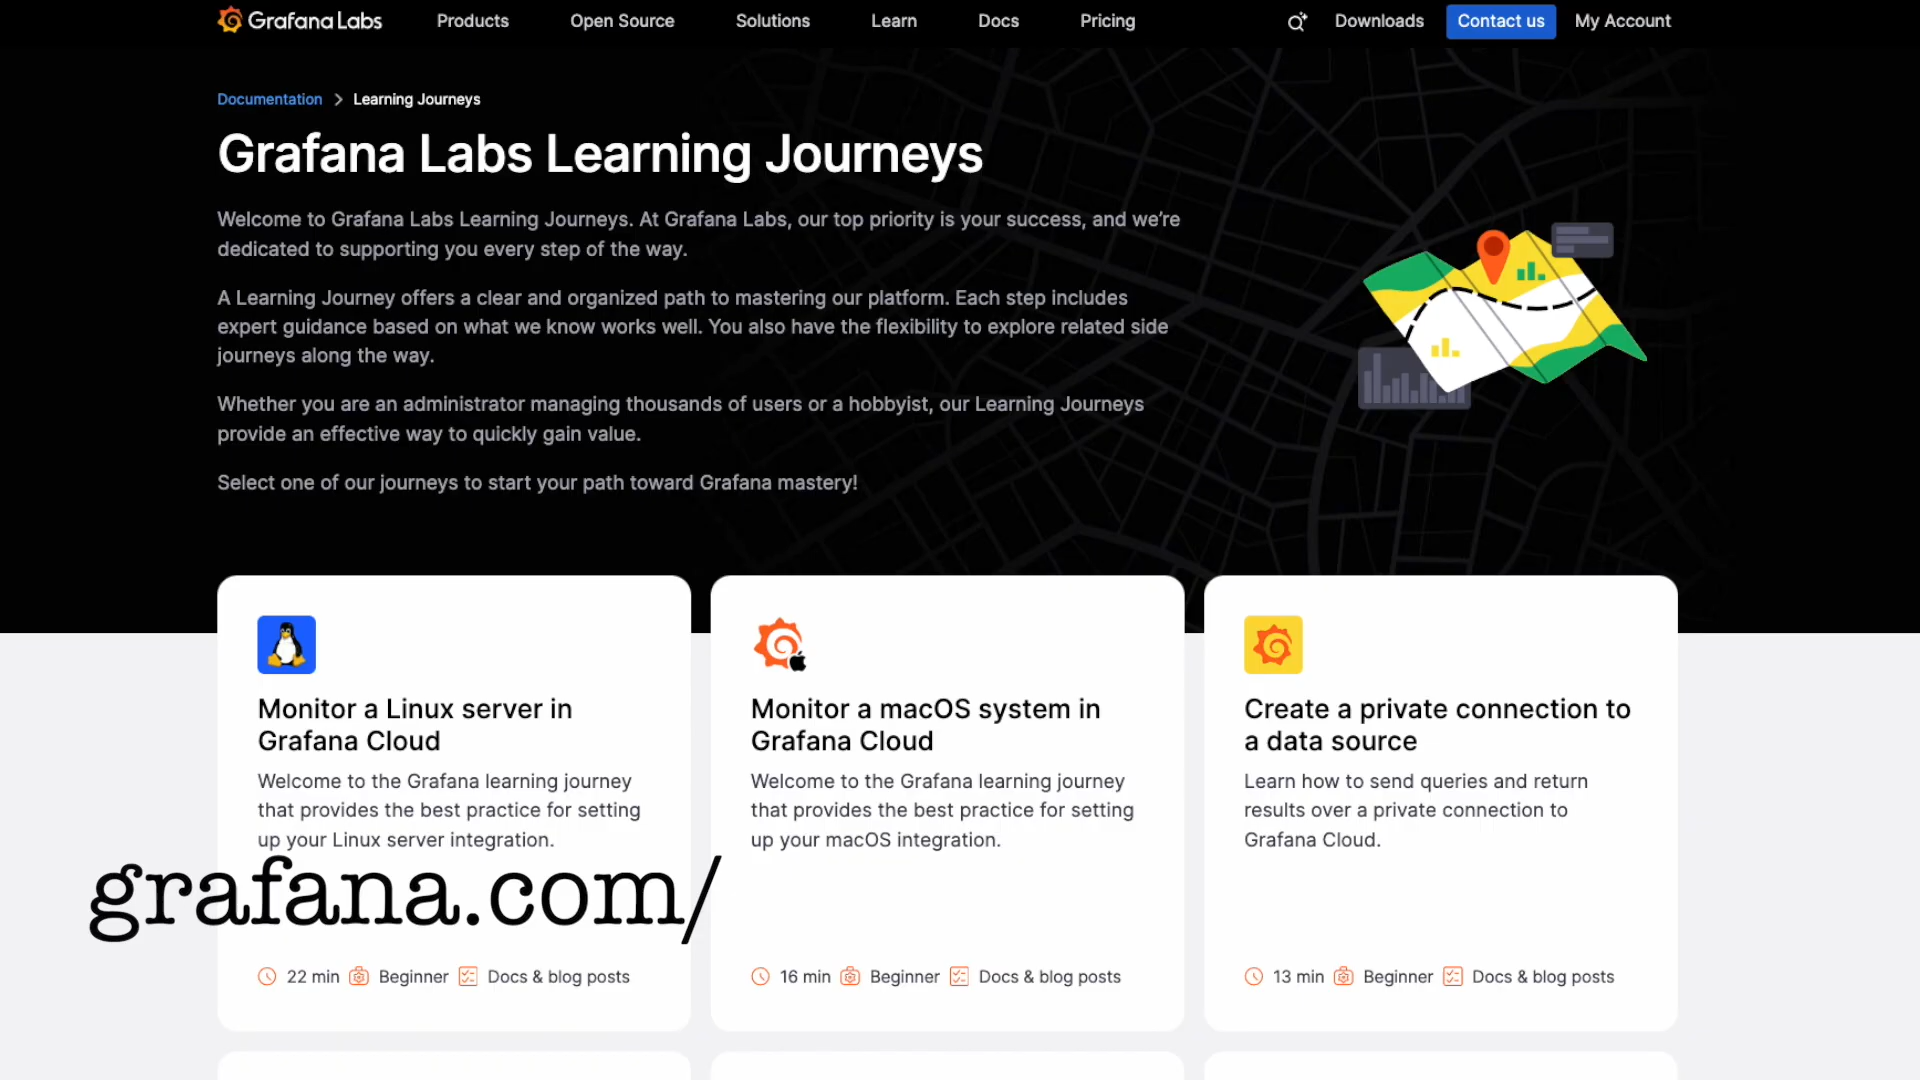 Grafana Labs Products Open Source Solutions Learn Docs Pricing Downloads Contact us My Account
Documentation > Learning Journeys
Grafana Labs Learning Journeys
Welcome to Grafana Labs Learning Journeys. At Grafana Labs, our top priority is your success, and we're
dedicated to supporting you every step of the way.
A Learning Journey offers a clear and organized path to mastering our platform. Each step includes
expert guidance based on what we know works well. You also have the flexibility to explore related side
journeys along the way.
Whether you are an administrator managing thousands of users or a hobbyist, our Learning Journeys
provide an effective way to quickly gain value.
Select one of our journeys to start your path toward Grafana mastery!
Monitor a Linux server in
Grafana Cloud
Welcome to the Grafana learning journey
that provides the best practice for setting
up your Linux server integration.
22 min Beginner Docs & blog posts
Monitor a macOS system in
Grafana Cloud
Welcome to the Grafana learning journey
that provides the best practice for setting
up your macOS integration.
16 min Beginner Docs & blog posts
Create a private connection to
a data source
Learn how to send queries and return
results over a private connection to
Grafana Cloud.
13 min Beginner Docs & blog posts
grafana.com/